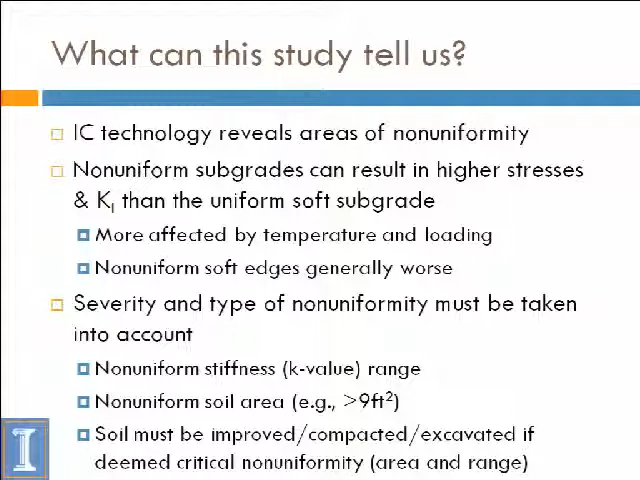 What can this study tell us?
IC technology reveals areas of nonuniformity
Nonuniform subgrades can result in higher stresses
& K_I than the uniform soft subgrade
More affected by temperature and loading
Nonuniform soft edges generally worse
Severity and type of nonuniformity must be taken
into account
Nonuniform stiffness (k-value) range
Nonuniform soil area (e.g., >9ft²)
Soil must be improved/compacted/excavated if
deemed critical nonuniformity (area and range)
I